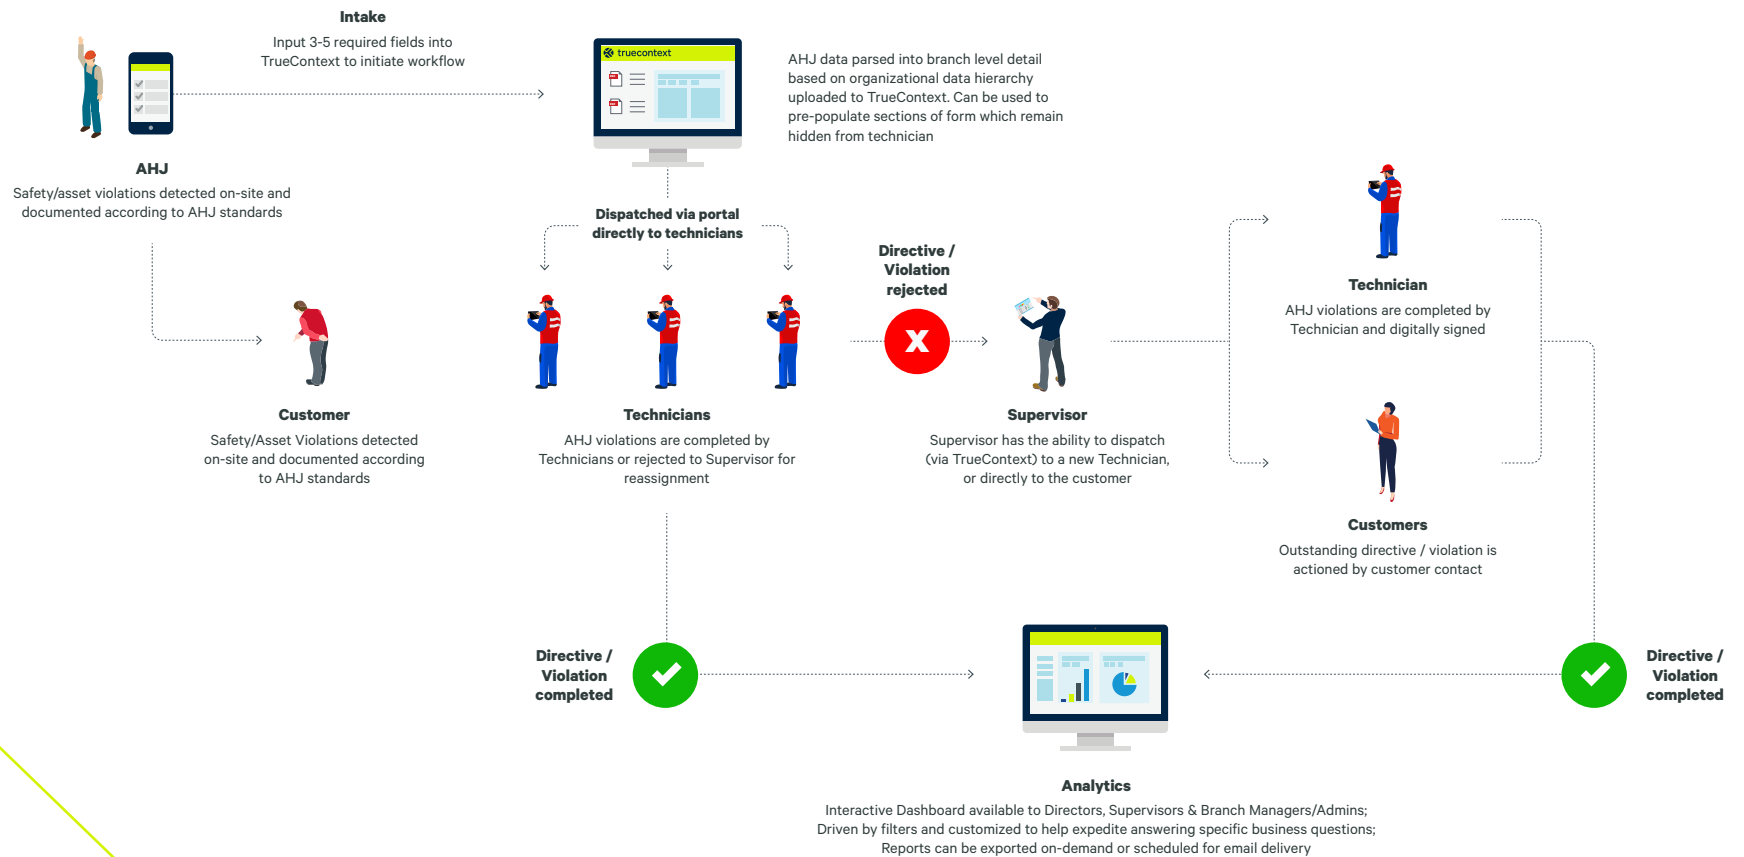 Intake
Input 3-5 required fields into
TrueContext to initiate workflow
truecontext
AHJ data parsed into branch level detail
based on organizational data hierarchy
uploaded to TrueContext. Can be used to
pre-populate sections of form which remain
hidden from technician
AHJ
Safety/asset violations detected on-site and
documented according to AHJ standards
Dispatched via portal
directly to technicians
Directive /
Violation
rejected
X
Technician
AHJ violations are completed by
Technician and digitally signed
Customer
Safety/Asset Violations detected
on-site and documented according
to AHJ standards
Technicians
AHJ violations are completed by
Technicians or rejected to Supervisor for
reassignment
Supervisor
Supervisor has the ability to dispatch
(via TrueContext) to a new Technician,
or directly to the customer
Customers
Outstanding directive / violation is
actioned by customer contact
Directive /
Violation
completed
Directive /
Violation
completed
Analytics
Interactive Dashboard available to Directors, Supervisors & Branch Managers/Admins;
Driven by filters and customized to help expedite answering specific business questions;
Reports can be exported on-demand or scheduled for email delivery